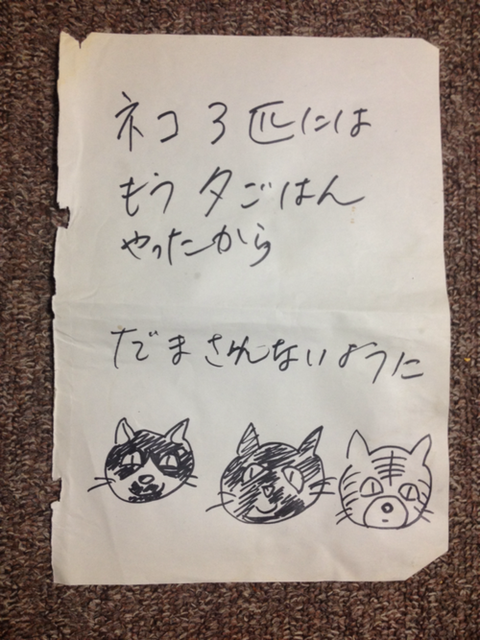 ネコ3匹には
もう夕ごはん
やったから
だまされないように